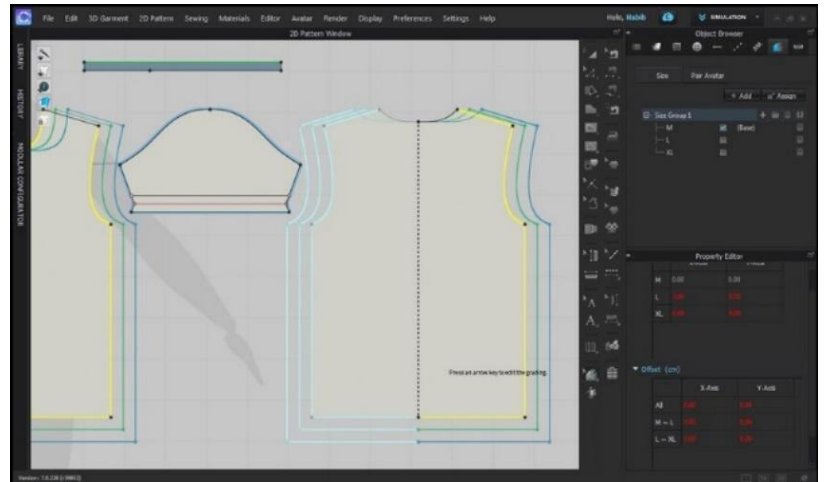 File Edit 3D Garment 2D Pattern Sewing Materials Editor Avatar Render Display Preferences Settings Help
Hello, Habib
SIMULATION
2D Pattern Window
Object Browser
LIBRARY
HISTORY
MODULAR CONFIGURATOR
Size Per Avatar
+ Add Assign
Size Group 1
M (Base)
L
XL
Property Editor
M 0.00 0.00
L
XL
Press an arrow key to edit the grading.
Offset (cm)
X-Axis Y-Axis
All
M ~ L
L ~ XL